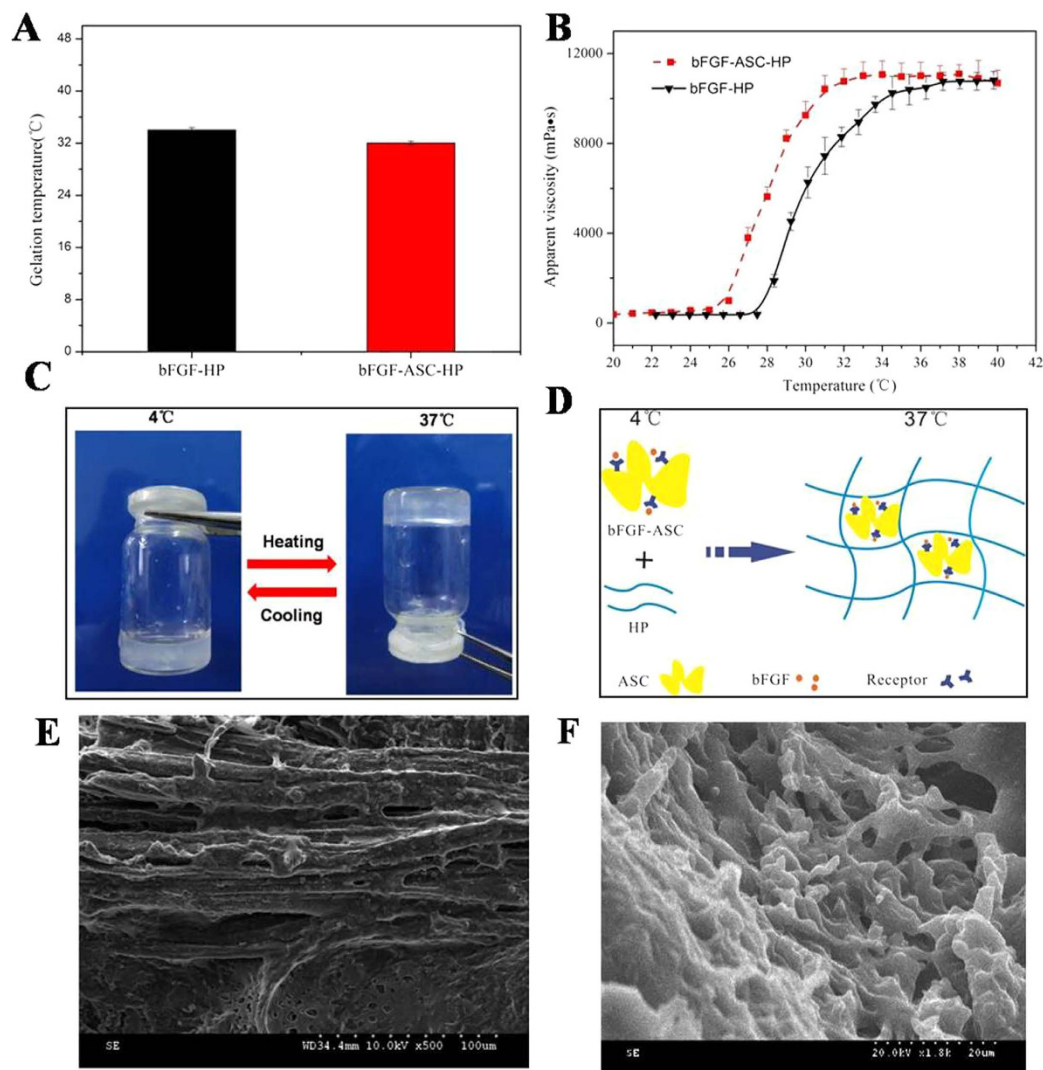 A
Gelation temperature(℃)
48
40
32
24
16
8
0
bFGF-HP
bFGF-ASC-HP
B
Apparent viscosity (mPa•s)
12000
9000
6000
3000
0
bFGF-ASC-HP
bFGF-HP
20 22 24 26 28 30 32 34 36 38 40 42
Temperature (℃)
C
4℃
37℃
Heating
Cooling
D
4℃
37℃
bFGF-ASC
+
HP
ASC
bFGF
Receptor
E
SE
WD34.4mm 10.0kV x500 100um
F
SE
20.0kV x1.8k 20um